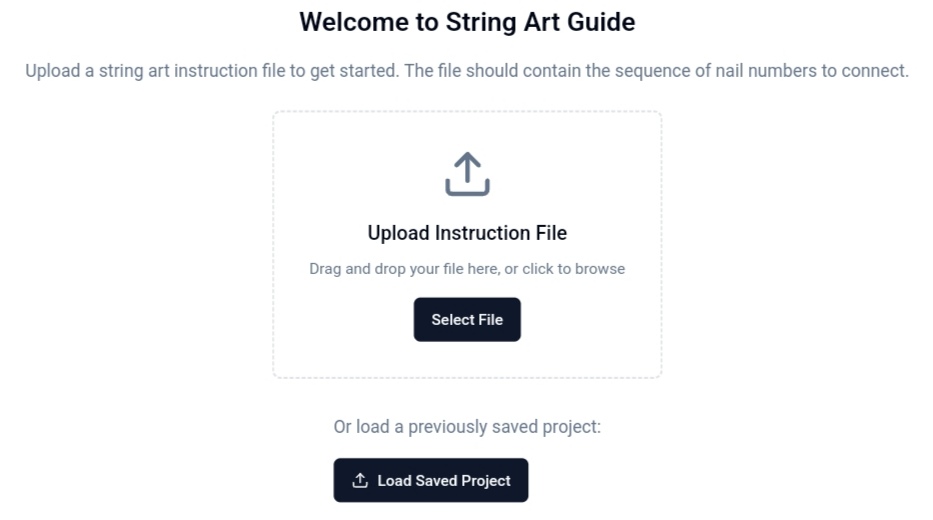 Welcome to String Art Guide
Upload a string art instruction file to get started. The file should contain the sequence of nail numbers to connect.
Upload Instruction File
Drag and drop your file here, or click to browse
Select File
Or load a previously saved project:
Load Saved Project